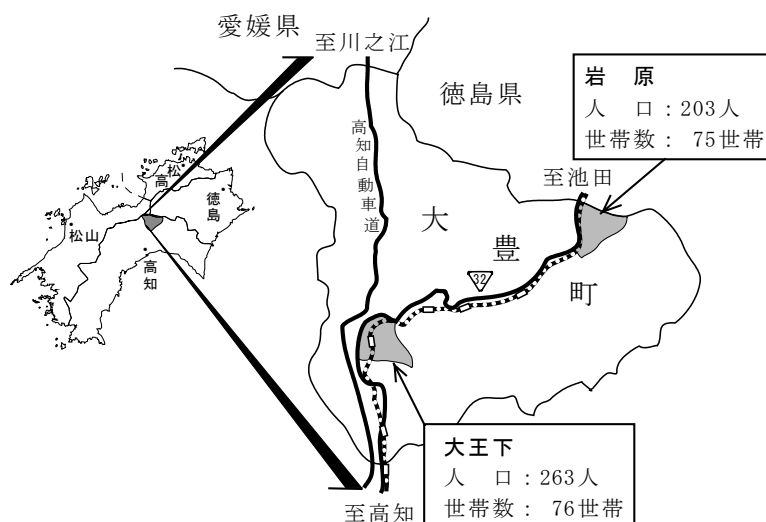 愛媛県
至川之江
徳島県
岩　原
人　口：203人
世帯数： 75世帯
高知自動車道
至池田
高松
徳島
松山
高知
大豊町
32
大王下
人　口：263人
世帯数： 76世帯
至高知